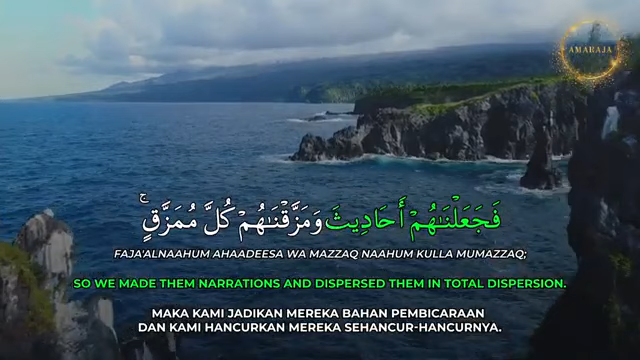 AMARAJA
فَجَعَلْنَٰهُمْ أَحَادِيثَ وَمَزَّقْنَٰهُمْ كُلَّ مُمَزَّقٍ ۚ
FAJA'ALNAAHUM AHAADEESA WA MAZZAQ NAAHUM KULLA MUMAZZAQ;
SO WE MADE THEM NARRATIONS AND DISPERSED THEM IN TOTAL DISPERSION.
MAKA KAMI JADIKAN MEREKA BAHAN PEMBICARAAN
DAN KAMI HANCURKAN MEREKA SEHANCUR-HANCURNYA.